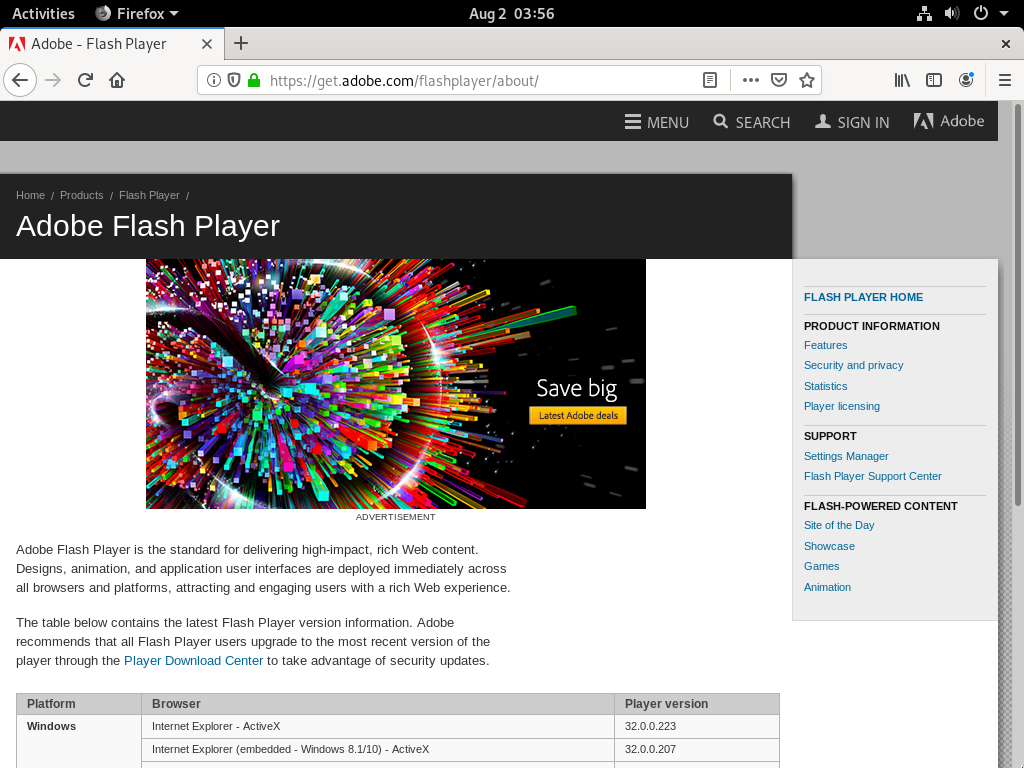 Activities Firefox Aug 2 03:56
Adobe - Flash Player
https://get.adobe.com/flashplayer/about/
MENU SEARCH SIGN IN Adobe
Home / Products / Flash Player /
Adobe Flash Player
Save big
Latest Adobe deals
ADVERTISEMENT
Adobe Flash Player is the standard for delivering high-impact, rich Web content.
Designs, animation, and application user interfaces are deployed immediately across
all browsers and platforms, attracting and engaging users with a rich Web experience.
The table below contains the latest Flash Player version information. Adobe
recommends that all Flash Player users upgrade to the most recent version of the
player through the Player Download Center to take advantage of security updates.
Platform Browser Player version
Windows Internet Explorer - ActiveX 32.0.0.223
Internet Explorer (embedded - Windows 8.1/10) - ActiveX 32.0.0.207
FLASH PLAYER HOME
PRODUCT INFORMATION
Features
Security and privacy
Statistics
Player licensing
SUPPORT
Settings Manager
Flash Player Support Center
FLASH-POWERED CONTENT
Site of the Day
Showcase
Games
Animation